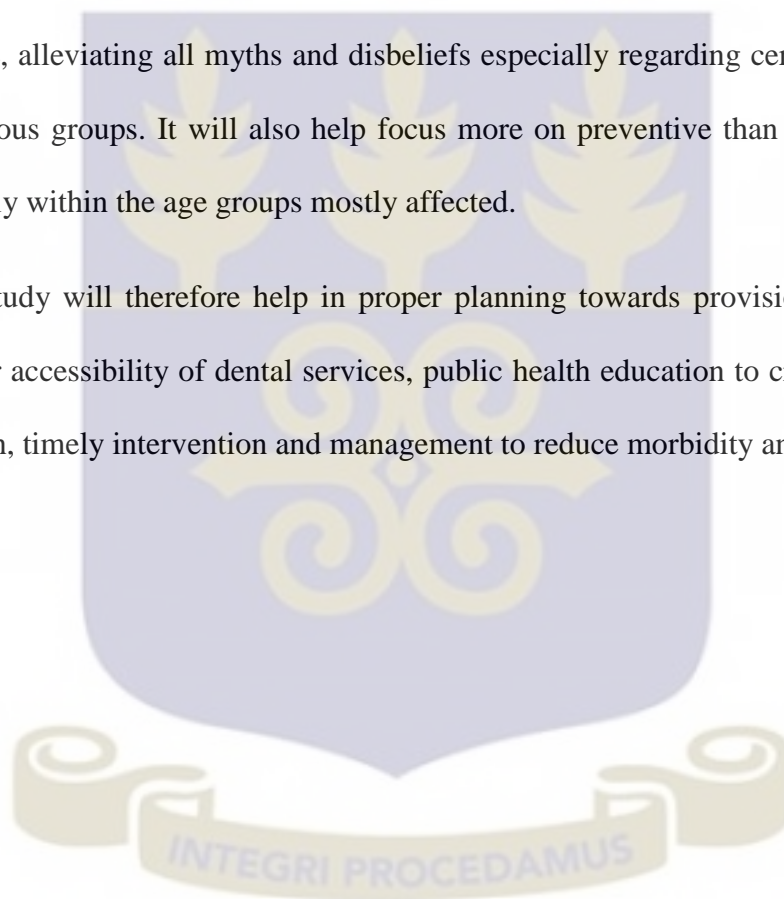 , alleviating all myths and disbeliefs especially regarding cer
ous groups. It will also help focus more on preventive than
ly within the age groups mostly affected.
tudy will therefore help in proper planning towards provisi
r accessibility of dental services, public health education to c
n, timely intervention and management to reduce morbidity a
INTEGRI PROCEDAMUS